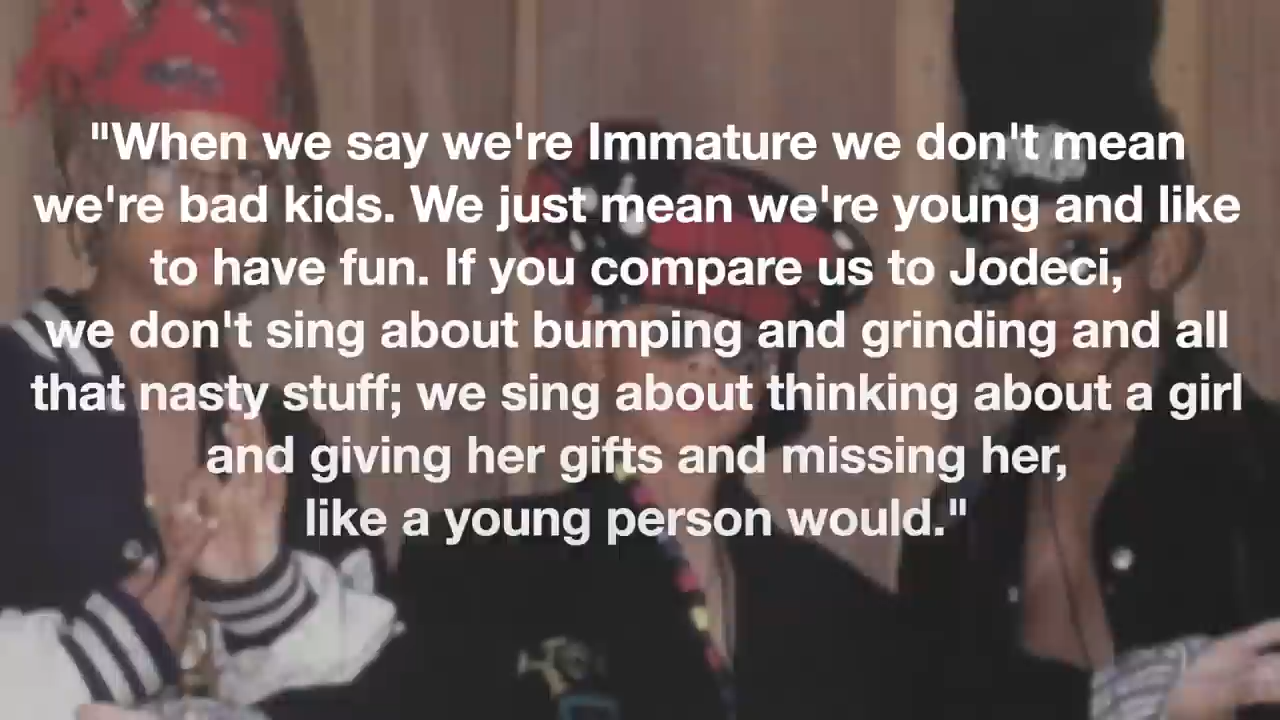 "When we say we're Immature we don't mean
we're bad kids. We just mean we're young and like
to have fun. If you compare us to Jodeci,
we don't sing about bumping and grinding and all
that nasty stuff; we sing about thinking about a girl
and giving her gifts and missing her,
like a young person would."